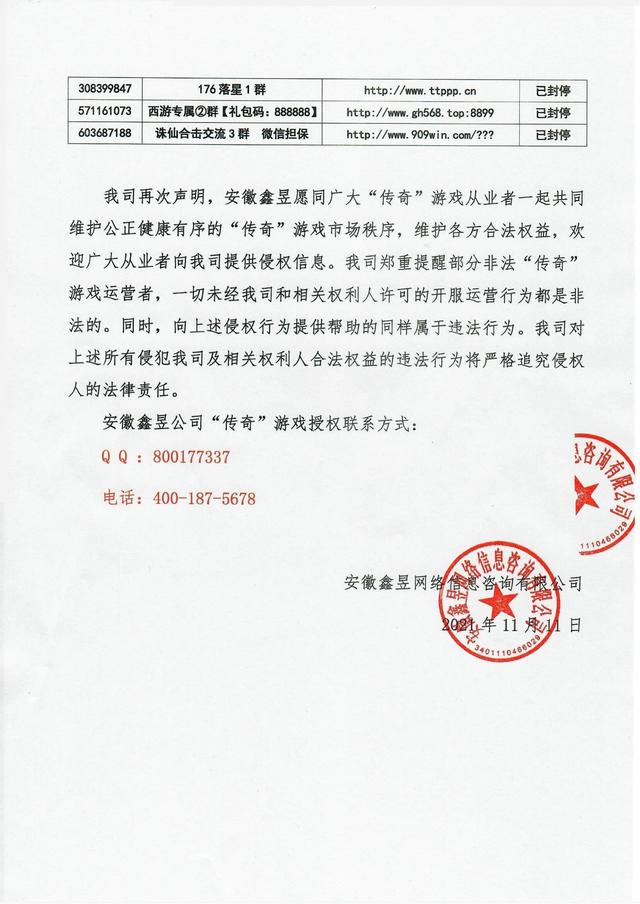 308399847 176 落星 1 群 http://www.ttppp.cn 已封停
571161073 西游专属②群【礼包码：888888】 http://www.gh568.top:8899 已封停
603687188 诛仙合击交流 3 群 微信担保 http://www.909win.com/??? 已封停
我司再次声明，安徽鑫昱愿同广大“传奇”游戏从业者一起共同
维护公正健康有序的“传奇”游戏市场秩序，维护各方合法权益，欢
迎广大从业者向我司提供侵权信息。我司郑重提醒部分非法“传奇”
游戏运营者，一切未经我司和相关权利人许可的开服运营行为都是非
法的。同时，向上述侵权行为提供帮助的同样属于违法行为。我司对
上述所有侵犯我司及相关权利人合法权益的违法行为将严格追究侵权
人的法律责任。
安徽鑫昱公司“传奇”游戏授权联系方式：
QQ：800177337
电话：400-187-5678
息咨询有限公司
1110466029
安徽鑫昱网络信息咨询有限公司
2021 年 11 月 11 日
安徽鑫昱网络信息咨询有限公司
3401110466029